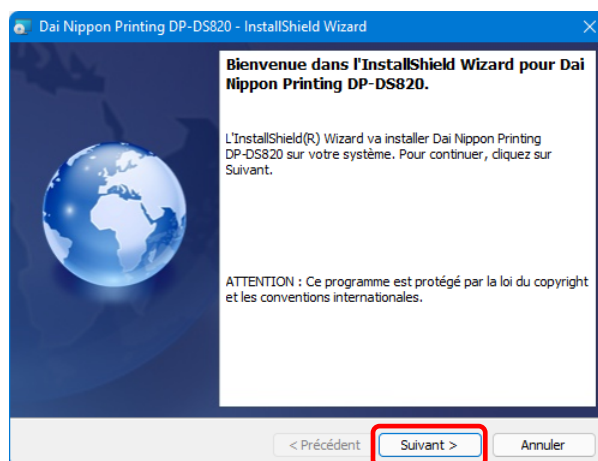 Dai Nippon Printing DP-DS820 - InstallShield Wizard
Bienvenue dans l'InstallShield Wizard pour Dai
Nippon Printing DP-DS820.
L'InstallShield(R) Wizard va installer Dai Nippon Printing
DP-DS820 sur votre système. Pour continuer, cliquez sur
Suivant.
ATTENTION : Ce programme est protégé par la loi du copyright
et les conventions internationales.
< Précédent Suivant > Annuler